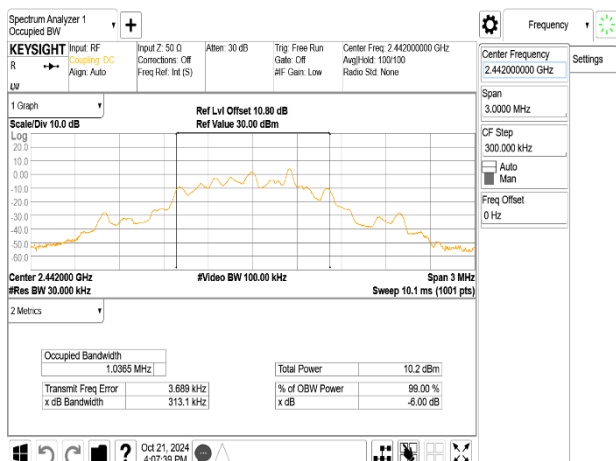 Spectrum Analyzer 1
Occupied BW
Frequency
KEYSIGHT Input: RF Input Z: 50 Ω Atten: 30 dB Trig: Free Run Center Freq: 2.442000000 GHz
R Coupling: DC Corrections: Off Gate: Off Avg|Hold: 100/100
Align: Auto Freq Ref: Int (S) #IF Gain: Low Radio Std: None
Center Frequency
2.442000000 GHz
Settings
Span
3.0000 MHz
CF Step
300.000 kHz
Auto
Man
Freq Offset
0 Hz
1 Graph
Ref Lvl Offset 10.80 dB
Scale/Div 10.0 dB Ref Value 30.00 dBm
Log
20.0
10.0
0.00
-10.0
-20.0
-30.0
-40.0
-50.0
-60.0
Center 2.442000 GHz #Video BW 100.00 kHz Span 3 MHz
#Res BW 30.000 kHz Sweep 10.1 ms (1001 pts)
2 Metrics
Occupied Bandwidth
1.0365 MHz
Total Power 10.2 dBm
Transmit Freq Error 3.689 kHz % of OBW Power 99.00 %
x dB Bandwidth 313.1 kHz x dB -6.00 dB
Oct 21, 2024
4:07:39 PM